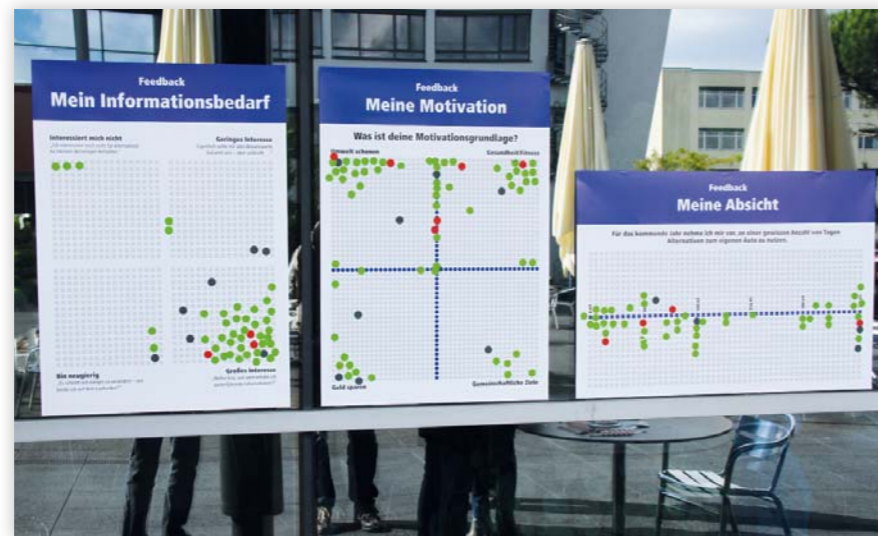 Feedback
Mein Informationsbedarf
Interessiert mich nicht
Geringes Interesse
Bin neugierig
Großes Interesse
Feedback
Meine Motivation
Was ist deine Motivationsgrundlage?
Umwelt schonen
Gesundheit/Fitness
Geld sparen
Gemeinschaftliche Ziele
Feedback
Meine Absicht
Für das kommende Jahr nehme ich mir vor, an einer gewissen Anzahl von Tagen
Alternativen zum eigenen Auto zu nutzen.